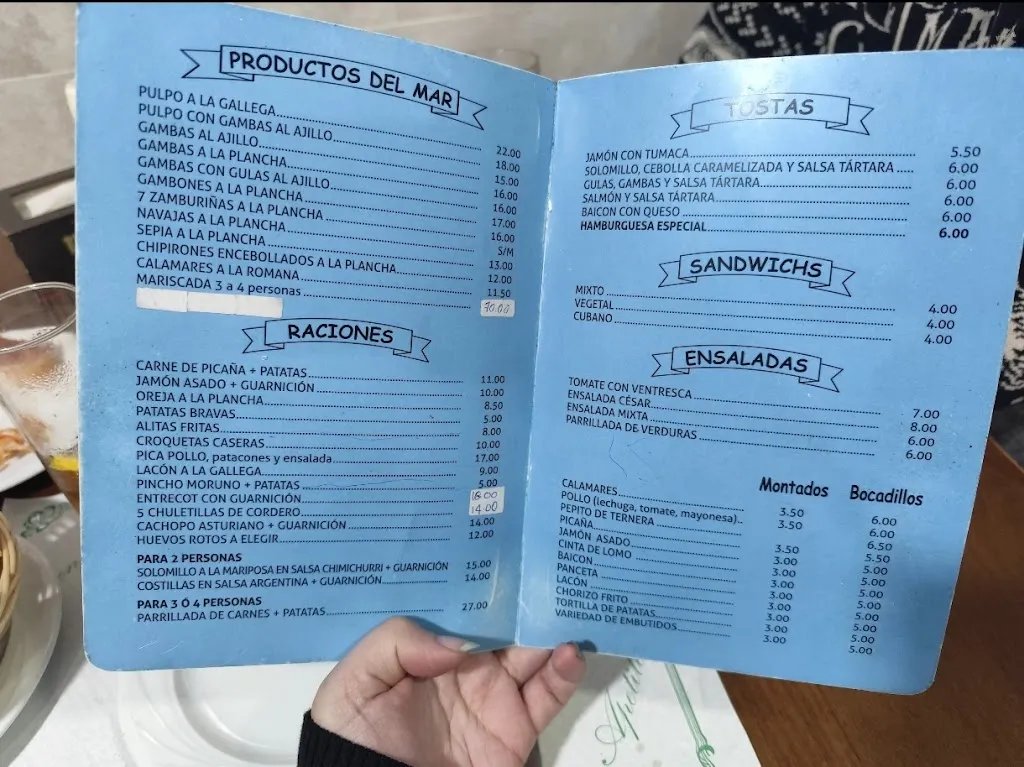 PRODUCTOS DEL MAR
PULPO A LA GALLEGA 22.00
PULPO CON GAMBAS AL AJILLO 18.00
GAMBAS AL AJILLO 15.00
GAMBAS A LA PLANCHA 16.00
GAMBAS CON GULAS AL AJILLO 16.00
GAMBONES A LA PLANCHA 17.00
7 ZAMBURIÑAS A LA PLANCHA 16.00
NAVAJAS A LA PLANCHA S/M
SEPIA A LA PLANCHA 13.00
CHIPIRONES ENCEBOLLADOS A LA PLANCHA 12.00
CALAMARES A LA ROMANA 11.50
MARISCADA 3 a 4 personas 70.00
RACIONES
CARNE DE PICAÑA + PATATAS 11.00
JAMÓN ASADO + GUARNICIÓN 10.00
OREJA A LA PLANCHA 8.50
PATATAS BRAVAS 5.00
ALITAS FRITAS 8.00
CROQUETAS CASERAS 10.00
PICA POLLO, patacones y ensalada 17.00
LACÓN A LA GALLEGA 9.00
PINCHO MORUNO + PATATAS 5.00
ENTRECOT CON GUARNICIÓN
5 CHULETILLAS DE CORDERO 14.00
CACHOPO ASTURIANO + GUARNICIÓN 14.00
HUEVOS ROTOS A ELEGIR 12.00
PARA 2 PERSONAS
SOLOMILLO A LA MARIPOSA EN SALSA CHIMICHURRI + GUARNICIÓN 15.00
COSTILLAS EN SALSA ARGENTINA + GUARNICIÓN 14.00
PARA 3 Ó 4 PERSONAS
PARRILLADA DE CARNES + PATATAS 27.00
TOSTAS
JAMÓN CON TUMACA 5.50
SOLOMILLO, CEBOLLA CARAMELIZADA Y SALSA TÁRTARA 6.00
GULAS, GAMBAS Y SALSA TÁRTARA 6.00
SALMÓN Y SALSA TÁRTARA 6.00
BAICON CON QUESO 6.00
HAMBURGUESA ESPECIAL 6.00
SANDWICHS
MIXTO 4.00
VEGETAL 4.00
CUBANO 4.00
ENSALADAS
TOMATE CON VENTRESCA 7.00
ENSALADA CÉSAR 8.00
ENSALADA MIXTA 6.00
PARRILLADA DE VERDURAS 6.00
Montados Bocadillos
CALAMARES 3.50 6.00
POLLO (lechuga, tomate, mayonesa) 3.50 6.00
PEPITO DE TERNERA 6.50
PICAÑA 3.50 5.50
JAMÓN ASADO 3.00 5.00
CINTA DE LOMO 3.00 5.00
BAICON 3.00 5.00
PANCETA 3.00 5.00
LACÓN 3.00 5.00
CHORIZO FRITO 3.00 5.00
TORTILLA DE PATATAS 3.00 5.00
VARIEDAD DE EMBUTIDOS 3.00 5.00